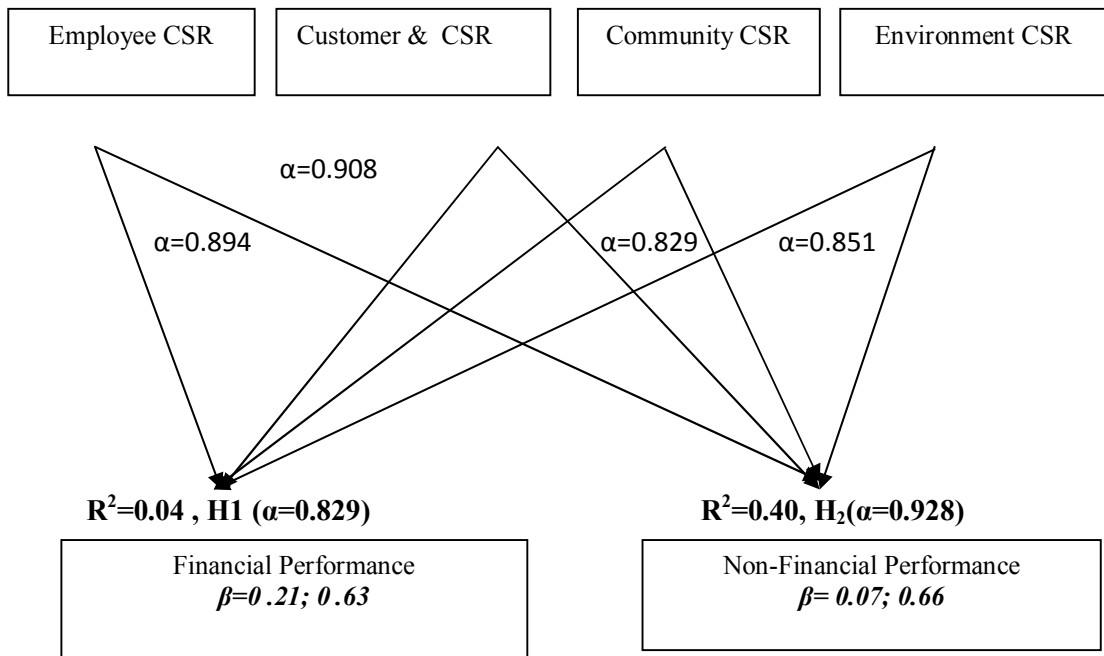 Employee CSR
Customer & CSR
Community CSR
Environment CSR
α=0.908
α=0.894
α=0.829
α=0.851
R²=0.04 , H1 (α=0.829)
R²=0.40, H₂(α=0.928)
Financial Performance
β=0 .21; 0 .63
Non-Financial Performance
β= 0.07; 0.66